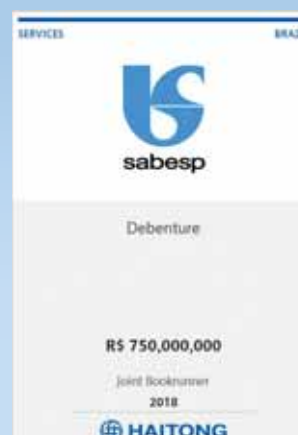 SERVICES BRAZ
sabesp
Debenture
R$ 750,000,000
Joint Bookrunner
2018
HAITONG